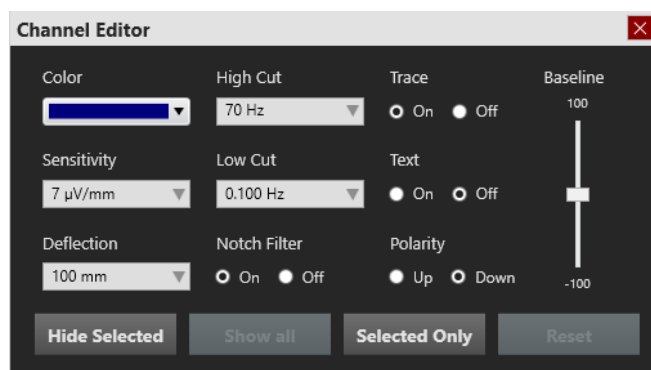 Channel Editor
Color High Cut Trace Baseline
70 Hz On Off 100
Sensitivity Low Cut Text
7 µV/mm 0.100 Hz On Off
Deflection Notch Filter Polarity
100 mm On Off Up Down -100
Hide Selected Show all Selected Only Reset